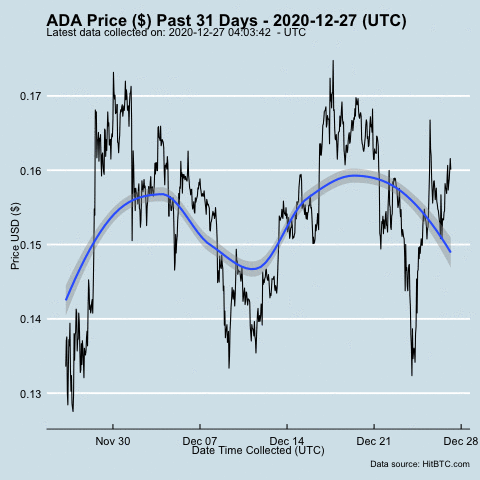 ADA Price ($) Past 31 Days - 2020-12-27 (UTC)
Latest data collected on: 2020-12-27 04:03:42 - UTC
Price USD ($)
0.17
0.16
0.15
0.14
0.13
Nov 30 Dec 07 Dec 14 Dec 21 Dec 28
Date Time Collected (UTC)
Data source: HitBTC.com